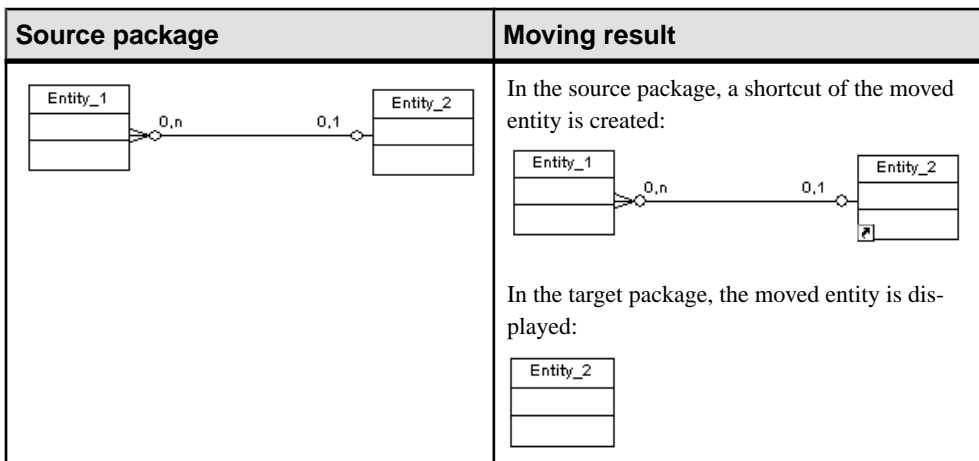 Source package
Moving result
Entity_1
0,n
0,1
Entity_2
In the source package, a shortcut of the moved
entity is created:
Entity_1
0,n
0,1
Entity_2
In the target package, the moved entity is dis-
played:
Entity_2